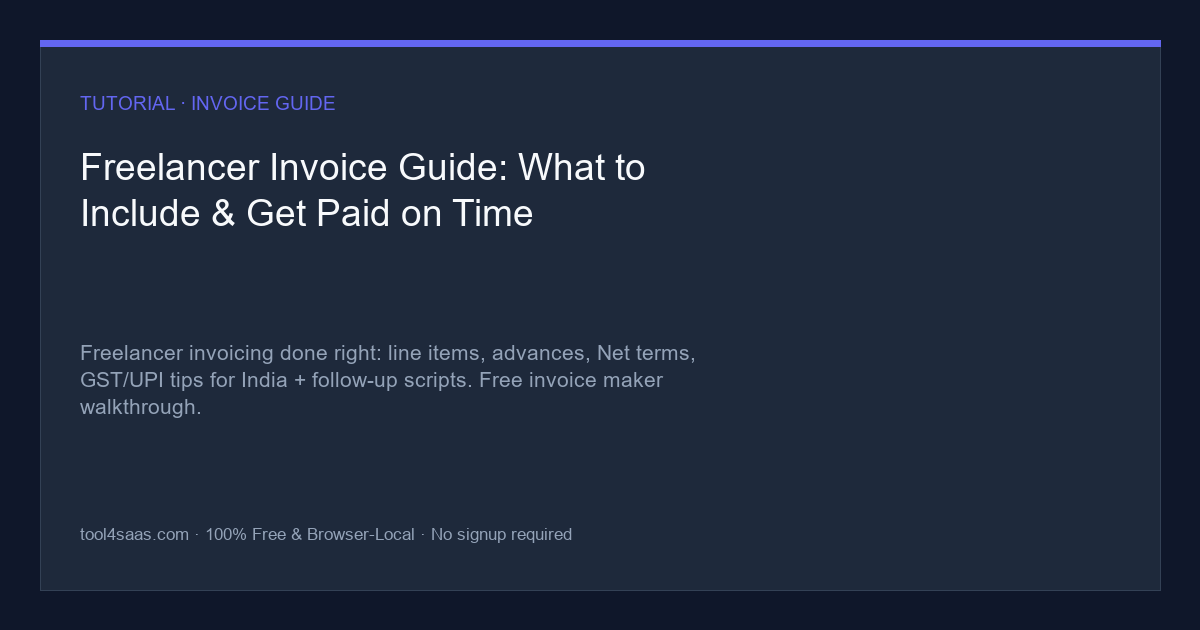 TUTORIAL · INVOICE GUIDE
Freelancer Invoice Guide: What to
Include & Get Paid on Time
Freelancer invoicing done right: line items, advances, Net terms,
GST/UPI tips for India + follow-up scripts. Free invoice maker
walkthrough.
tool4saas.com · 100% Free & Browser-Local · No signup required